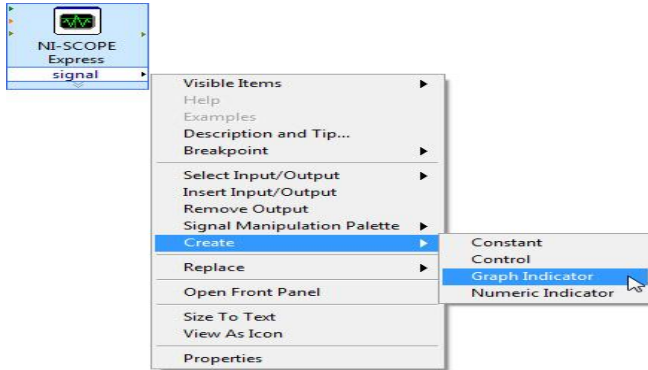 NI-SCOPE
Express
signal
Visible Items
Help
Examples
Description and Tip...
Breakpoint
Select Input/Output
Insert Input/Output
Remove Output
Signal Manipulation Palette
Create
Replace
Open Front Panel
Size To Text
View As Icon
Properties
Constant
Control
Graph Indicator
Numeric Indicator